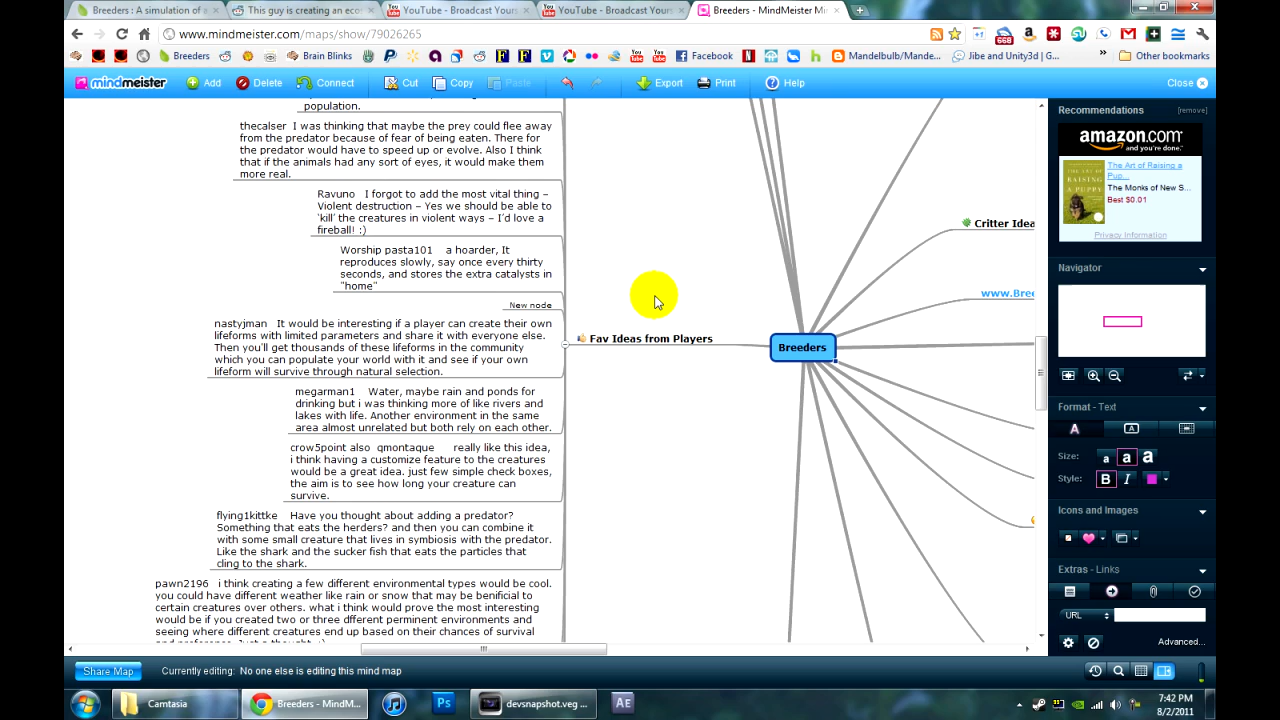 Breeders : A simulation of
This guy is creating an eco
YouTube - Broadcast Yours
YouTube - Broadcast Yours
Breeders - MindMeister Mi
www.mindmeister.com/maps/show/79026265
668
Breeders
Brain Blinks
Facebook
Mandelbulb/Mande...
Jibe and Unity3d | G...
Other bookmarks
mindmeister
Add
Delete
Connect
Cut
Copy
Paste
Export
Print
Help
Close
population.
thecalser I was thinking that maybe the prey could flee away
from the predator because of fear of being eaten. There for
the predator would have to speed up or evolve. Also I think
that if the animals had any sort of eyes, it would make them
more real.
Ravuno I forgot to add the most vital thing –
Violent destruction – Yes we should be able to
‘kill’ the creatures in violent ways – I’d love a
fireball! :)
Worship pasta101 a horder, It
reproduces slowly, say once every thirty
seconds, and stores the extra catalysts in
"home"
New node
nastyjman It would be interesting if a player can create their own
lifeforms with limited parameters and share it with everyone else.
Then you'll get thousands of these lifeforms in the community
which you can populate your world with it and see if your own
lifeform will survive through natural selection.
megarman1 Water, maybe rain and ponds for
drinking but i was thinking more of like rivers and
lakes with life. Another environment in the same
area almost unrelated but both rely on each other.
crow5point also qmontaque really like this idea,
i think having a customize feature to the creatures
would be a great idea. just few simple check boxes,
the aim is to see how long your creature can
survive.
flying1kittke Have you thought about adding a predator?
Something that eats the herders? and then you can combine it
with some small creature that lives in symbiosis with the predator.
Like the shark and the sucker fish that eats the particles that
cling to the shark.
pawn2196 i think creating a few different environmental types would be cool.
you could have different weather like rain or snow that may be benificial to
certain creatures over others. what i think would prove the most interesting
would be if you created two or three different perminent environments and
seeing where different creatures end up based on their chances of survival
Fav Ideas from Players
Breeders
Critter Idea
www.Bree
Recommendations
[remove]
amazon.com
and you're done.
The Art of Raising a
Pup...
The Monks of New S...
Best $0.01
Privacy Information
Navigator
Format - Text
A
Size:
a a a
Style:
B I
Icons and Images
Extras - Links
URL
Advanced...
Share Map
Currently editing: No one else is editing this mind map
Camtasia
Breeders - MindM...
Ps
devsnapshot.veg ...
Ae
7:42 PM
8/2/2011